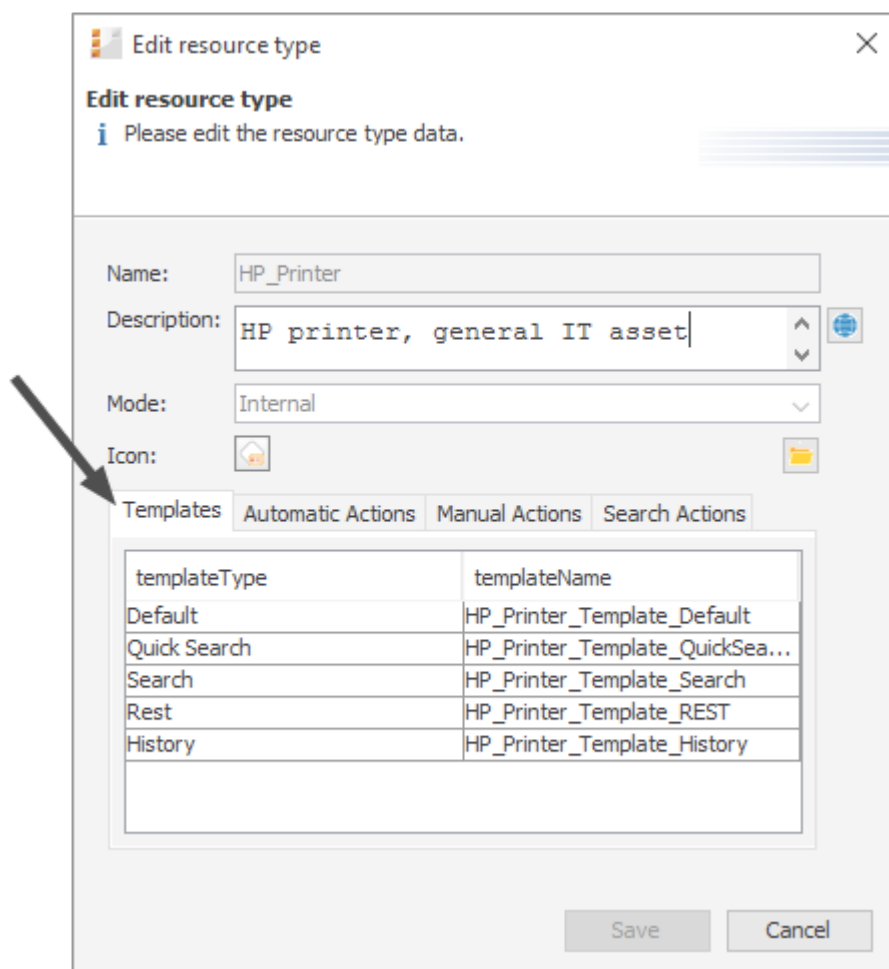 Edit resource type
Edit resource type
Please edit the resource type data.
Name: HP_Printer
Description: HP printer, general IT asset
Mode: Internal
Icon:
Templates Automatic Actions Manual Actions Search Actions
templateType templateName
Default HP_Printer_Template_Default
Quick Search HP_Printer_Template_QuickSea...
Search HP_Printer_Template_Search
Rest HP_Printer_Template_REST
History HP_Printer_Template_History
Save Cancel